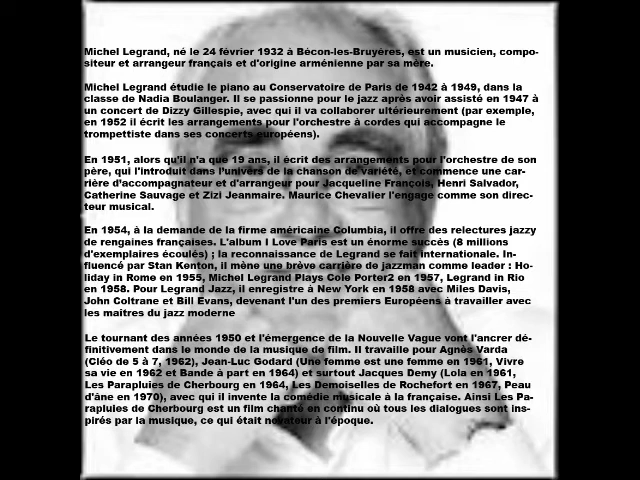 Michel Legrand, né le 24 février 1932 à Bécon-les-Bruyères, est un musicien, compo-
siteur et arrangeur français et d'origine arménienne par sa mère.
Michel Legrand étudie le piano au Conservatoire de Paris de 1942 à 1949, dans la
classe de Nadia Boulanger. Il se passionne pour le jazz après avoir assisté en 1947 à
un concert de Dizzy Gillespie, avec qui il va collaborer ultérieurement (par exemple,
en 1952 il écrit les arrangements pour l'orchestre à cordes qui accompagne le
trompettiste dans ses concerts européens).
En 1951, alors qu'il n'a que 19 ans, il écrit des arrangements pour l'orchestre de son
père, qui l'introduit dans l'univers de la chanson de variété, et commence une car-
rière d'accompagnateur et d'arrangeur pour Jacqueline François, Henri Salvador,
Catherine Sauvage et Zizi Jeanmaire. Maurice Chevalier l'engage comme son direc-
teur musical.
En 1954, à la demande de la firme américaine Columbia, il offre des relectures jazzy
de rengaines françaises. L'album I Love Paris est un énorme succès (8 millions
d'exemplaires écoulés) ; la reconnaissance de Legrand se fait internationale. In-
fluencé par Stan Kenton, il mène une brève carrière de jazzman comme leader : Ho-
liday in Rome en 1955, Michel Legrand Plays Cole Porter2 en 1957, Legrand in Rio
en 1958. Pour Legrand Jazz, il enregistre à New York en 1958 avec Miles Davis,
John Coltrane et Bill Evans, devenant l'un des premiers Européens à travailler avec
les maîtres du jazz moderne
Le tournant des années 1950 et l'émergence de la Nouvelle Vague vont l'ancrer dé-
finitivement dans le monde de la musique de film. Il travaille pour Agnès Varda
(Cléo de 5 à 7, 1962), Jean-Luc Godard (Une femme est une femme en 1961, Vivre
sa vie en 1962 et Bande à part en 1964) et surtout Jacques Demy (Lola en 1961,
Les Parapluies de Cherbourg en 1964, Les Demoiselles de Rochefort en 1967, Peau
d'âne en 1970), avec qui il invente la comédie musicale à la française. Ainsi Les Pa-
rapluies de Cherbourg est un film chanté en continu où tous les dialogues sont ins-
pirés par la musique, ce qui était novateur à l'époque.